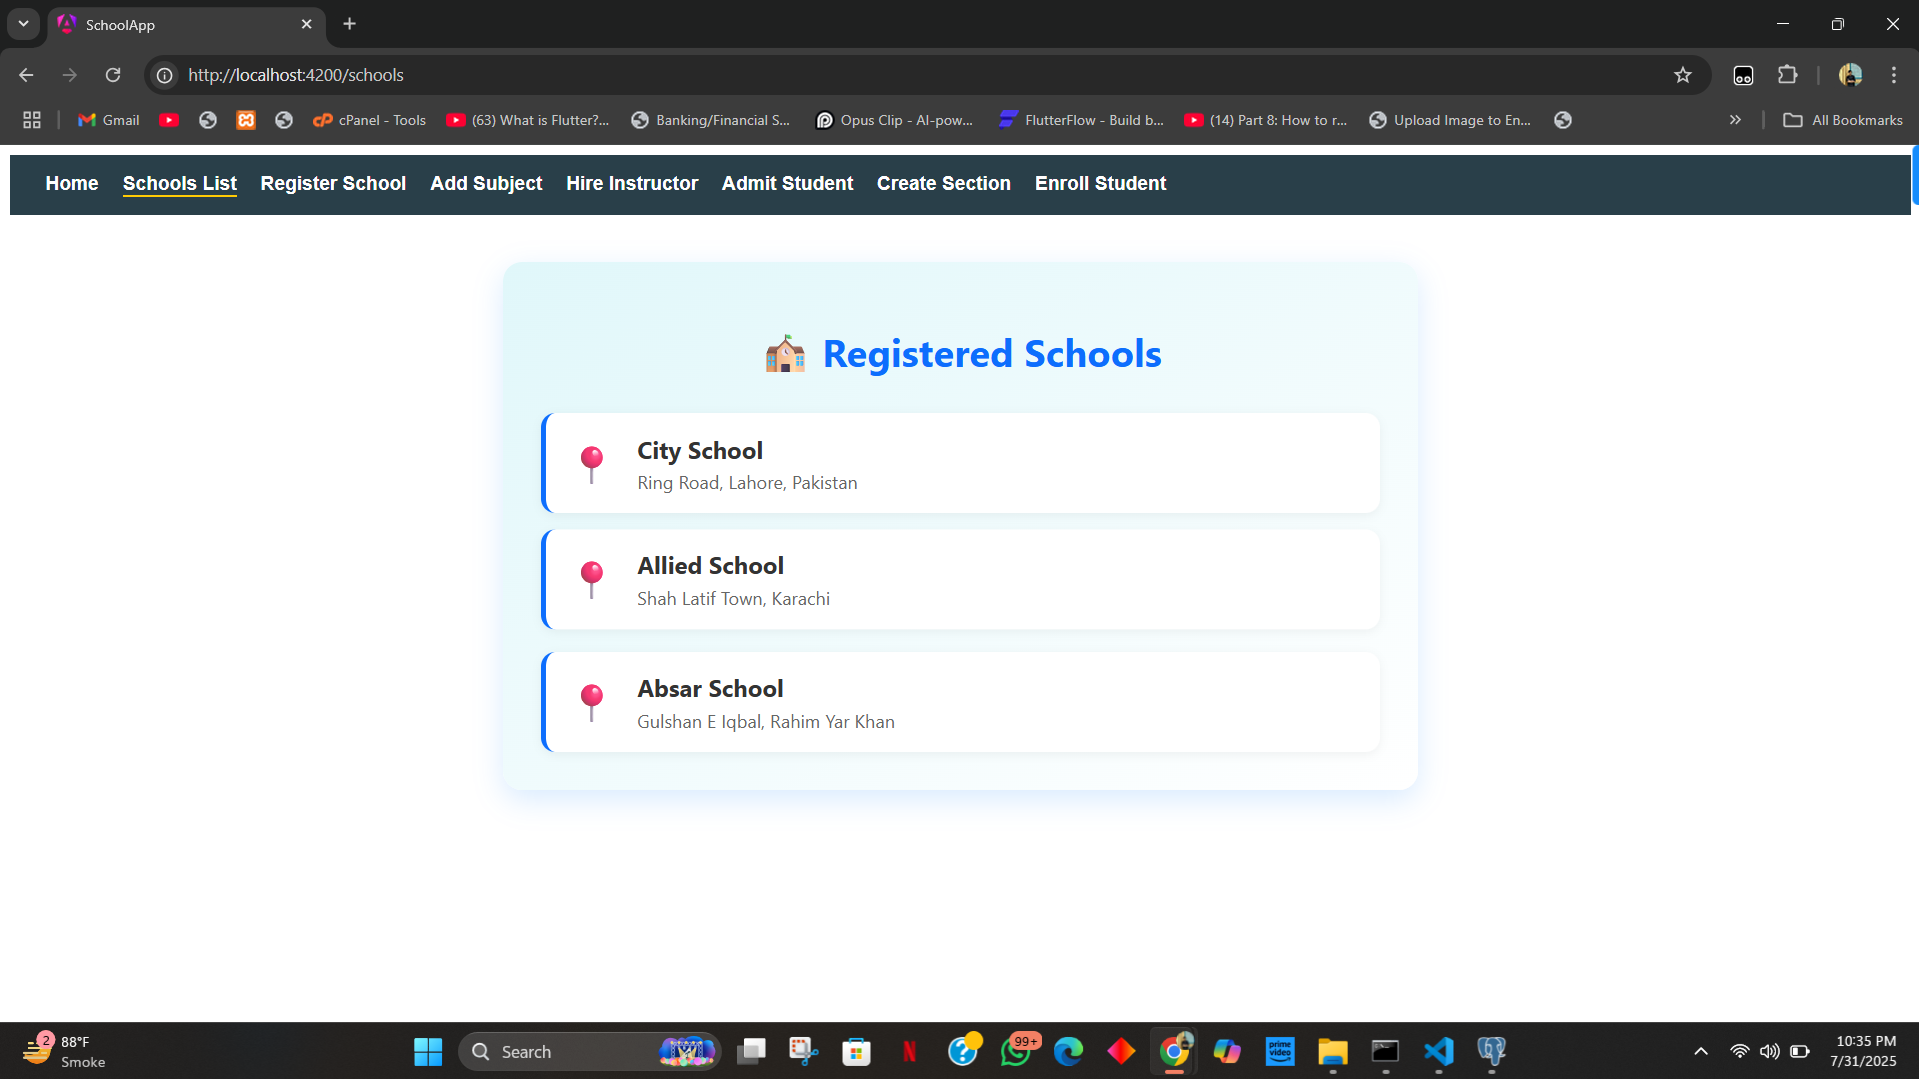 SchoolApp
http://localhost:4200/schools
Gmail
cPanel - Tools
(63) What is Flutter?...
Banking/Financial S...
Opus Clip - AI-pow...
FlutterFlow - Build b...
(14) Part 8: How to r...
Upload Image to En...
All Bookmarks
Home Schools List Register School Add Subject Hire Instructor Admit Student Create Section Enroll Student
Registered Schools
City School
Ring Road, Lahore, Pakistan
Allied School
Shah Latif Town, Karachi
Absar School
Gulshan E Iqbal, Rahim Yar Khan
2
88°F
Smoke
Search
99+
prime video
10:35 PM
7/31/2025